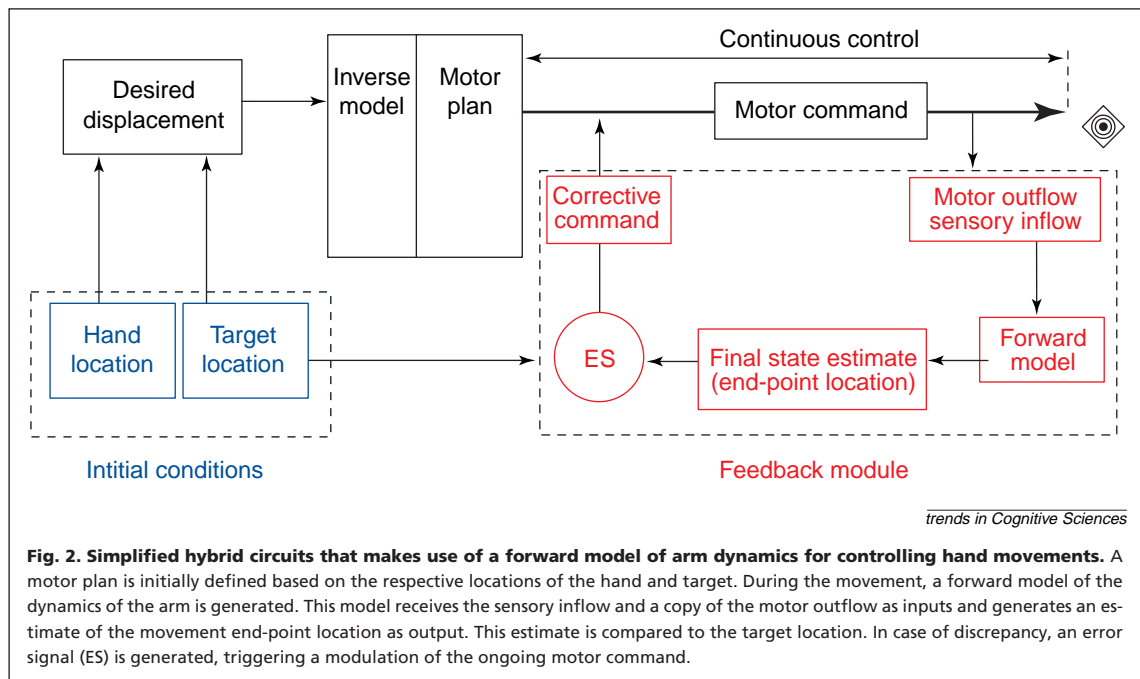 Continuous control
Desired
displacement
Inverse
model
Motor
plan
Motor command
Corrective
command
Motor outflow
sensory inflow
Hand
location
Target
location
ES
Final state estimate
(end-point location)
Forward
model
Intitial conditions
Feedback module
trends in Cognitive Sciences
Fig. 2. Simplified hybrid circuits that makes use of a forward model of arm dynamics for controlling hand movements. A
motor plan is initially defined based on the respective locations of the hand and target. During the movement, a forward model of the
dynamics of the arm is generated. This model receives the sensory inflow and a copy of the motor outflow as inputs and generates an es-
timate of the movement end-point location as output. This estimate is compared to the target location. In case of discrepancy, an error
signal (ES) is generated, triggering a modulation of the ongoing motor command.